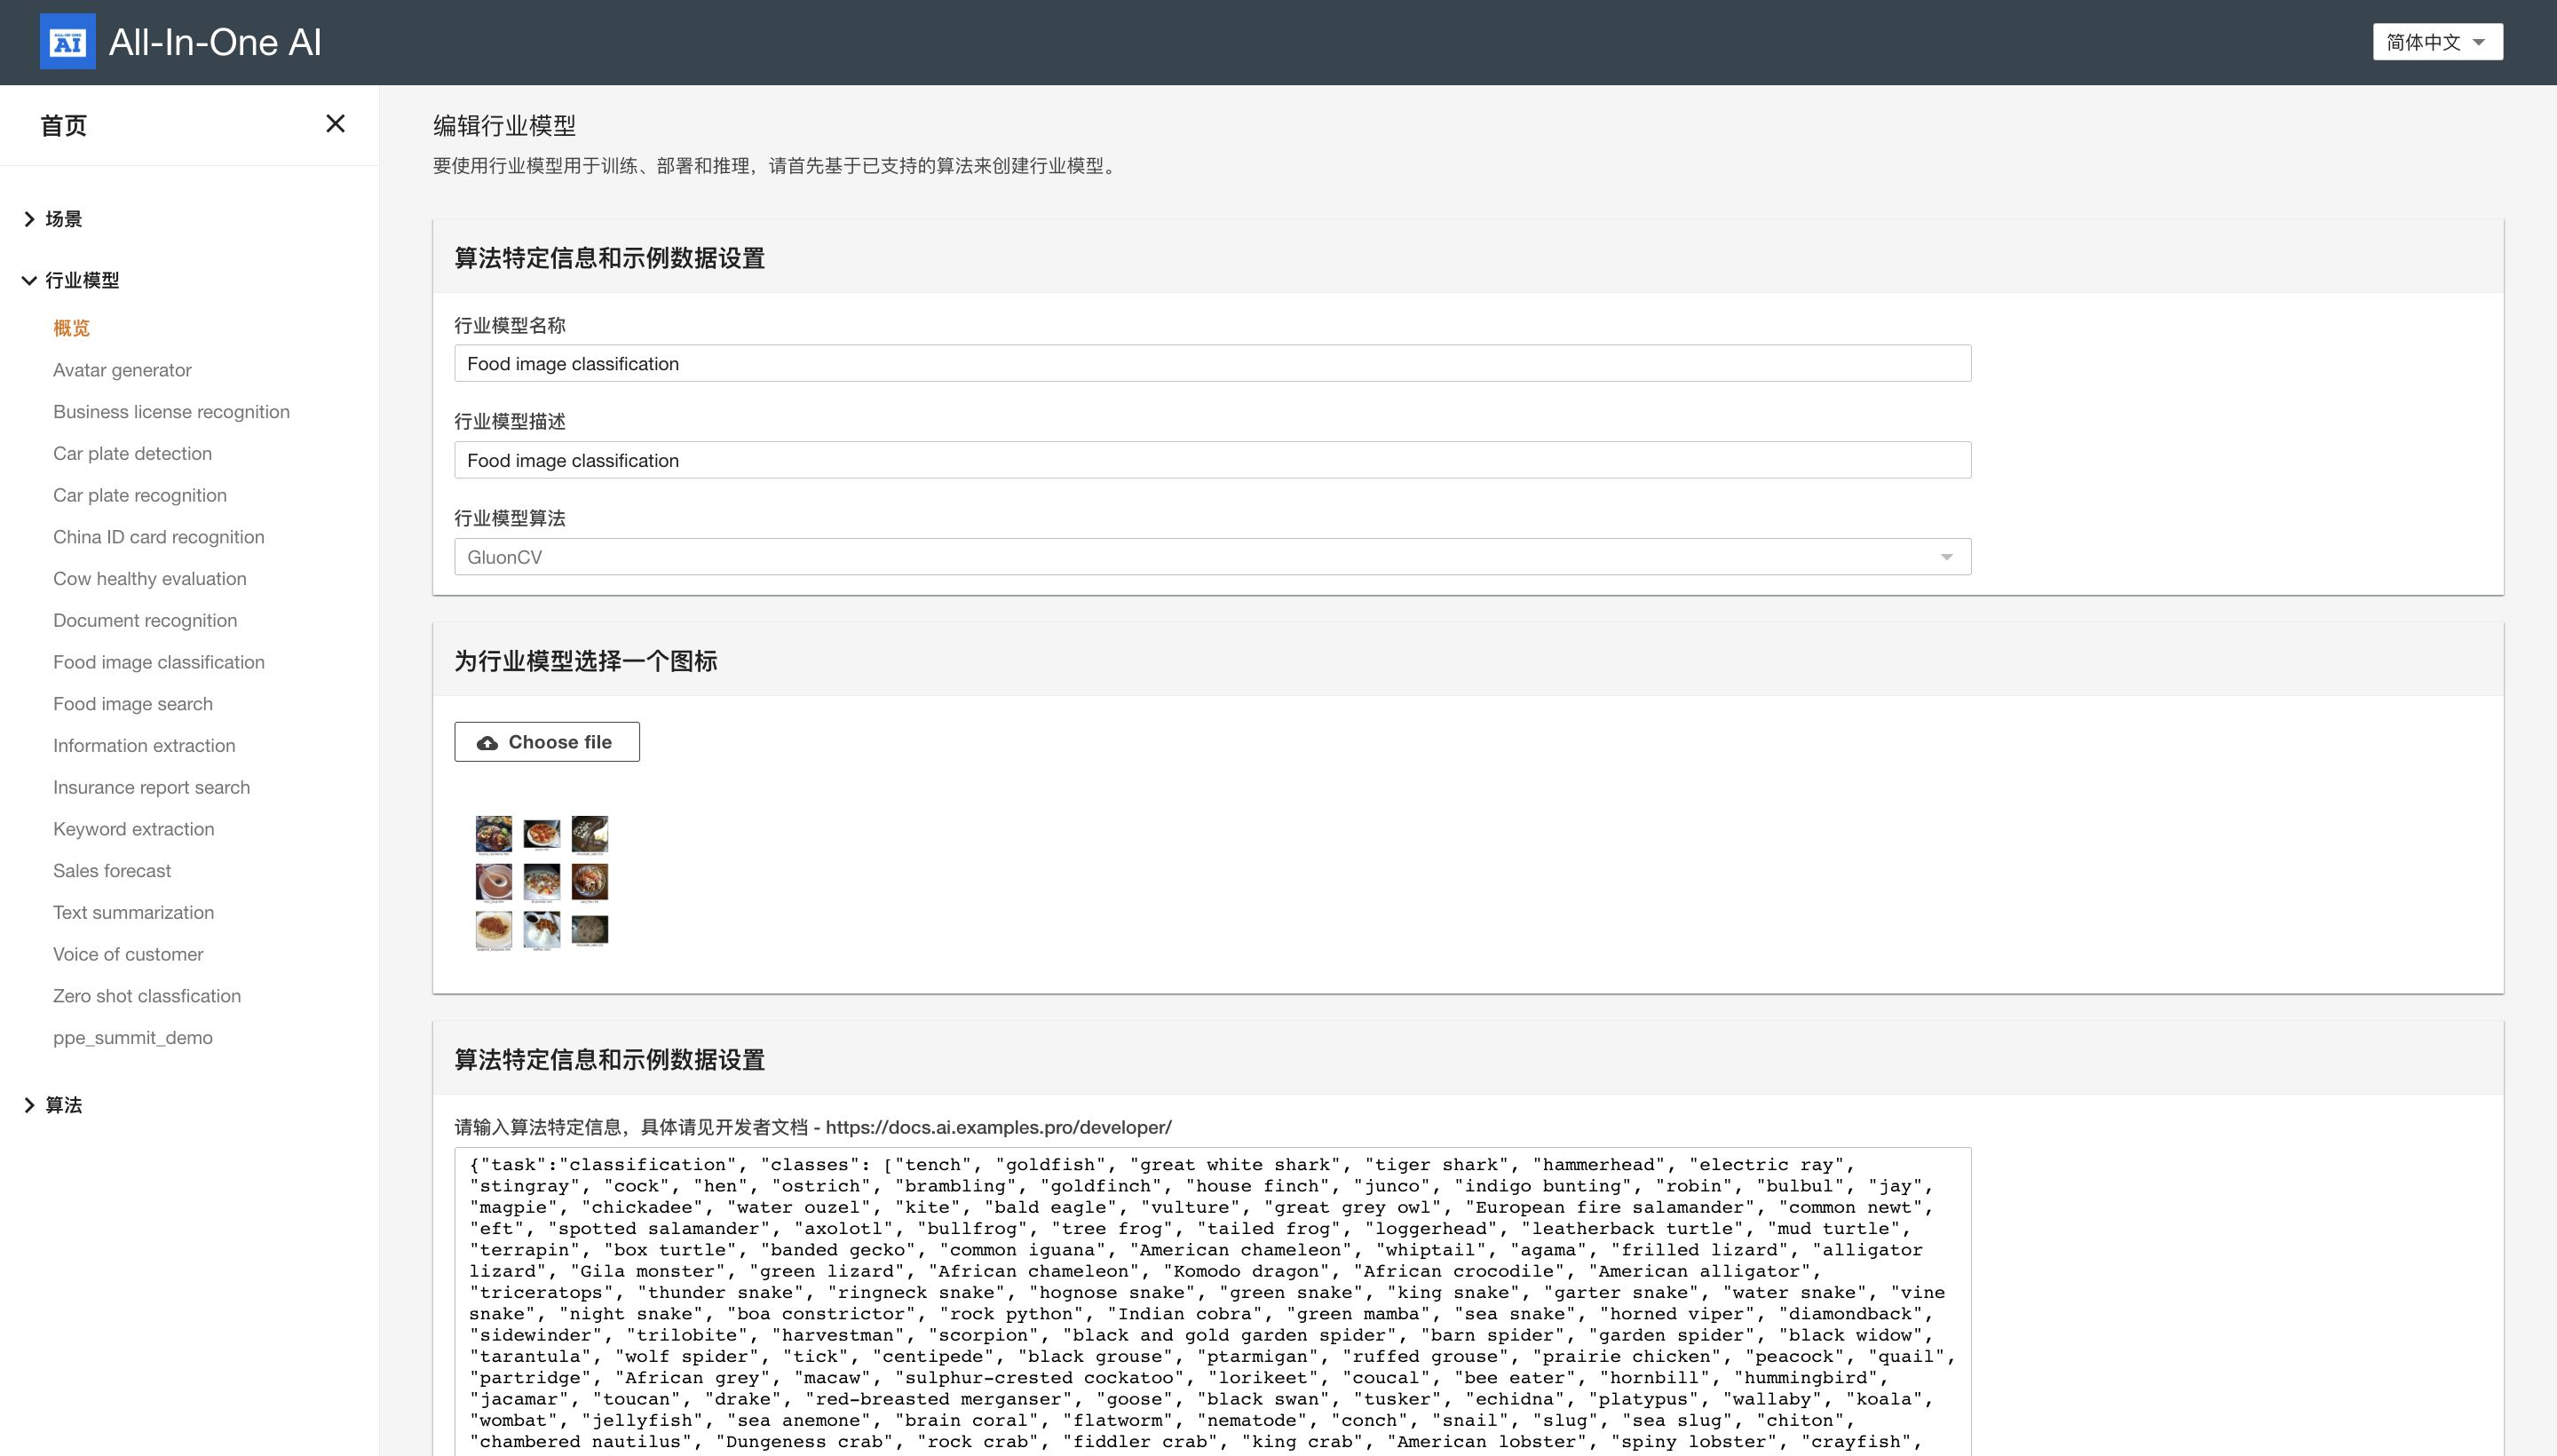 All-In-One AI
简体中文
首页
场景
行业模型
概览
Avatar generator
Business license recognition
Car plate detection
Car plate recognition
China ID card recognition
Cow healthy evaluation
Document recognition
Food image classification
Food image search
Information extraction
Insurance report search
Keyword extraction
Sales forecast
Text summarization
Voice of customer
Zero shot classfication
ppe_summit_demo
算法
编辑行业模型
要使用行业模型用于训练、部署和推理，请首先基于已支持的算法来创建行业模型。
算法特定信息和示例数据设置
行业模型名称
Food image classification
行业模型描述
Food image classification
行业模型算法
GluonCV
为行业模型选择一个图标
Choose file
算法特定信息和示例数据设置
请输入算法特定信息，具体请见开发者文档 - https://docs.ai.examples.pro/developer/
{"task":"classification", "classes": ["tench", "goldfish", "great white shark", "tiger shark", "hammerhead", "electric ray",
"stingray", "cock", "hen", "ostrich", "brambling", "goldfinch", "house finch", "junco", "indigo bunting", "robin", "bulbul", "jay",
"magpie", "chickadee", "water ouzel", "kite", "bald eagle", "vulture", "great grey owl", "European fire salamander", "common newt",
"eft", "spotted salamander", "axolotl", "bullfrog", "tree frog", "tailed frog", "loggerhead", "leatherback turtle", "mud turtle",
"terrapin", "box turtle", "banded gecko", "common iguana", "American chameleon", "whiptail", "agama", "frilled lizard", "alligator
lizard", "Gila monster", "green lizard", "African chameleon", "Komodo dragon", "African crocodile", "American alligator",
"triceratops", "thunder snake", "ringneck snake", "hognose snake", "green snake", "king snake", "garter snake", "water snake", "vine
snake", "night snake", "boa constrictor", "rock python", "Indian cobra", "green mamba", "sea snake", "horned viper", "diamondback",
"sidewinder", "trilobite", "harvestman", "scorpion", "black and gold garden spider", "barn spider", "garden spider", "black widow",
"tarantula", "wolf spider", "tick", "centipede", "black grouse", "ptarmigan", "ruffed grouse", "prairie chicken", "peacock", "quail",
"partridge", "African grey", "macaw", "sulphur-crested cockatoo", "lorikeet", "coucal", "bee eater", "hornbill", "hummingbird",
"jacamar", "toucan", "drake", "red-breasted merganser", "goose", "black swan", "tusker", "echidna", "platypus", "wallaby", "koala",
"wombat", "jellyfish", "sea anemone", "brain coral", "flatworm", "nematode", "conch", "snail", "slug", "sea slug", "chiton",
"chambered nautilus", "Dungeness crab", "rock crab", "fiddler crab", "king crab", "American lobster", "spiny lobster", "crayfish",